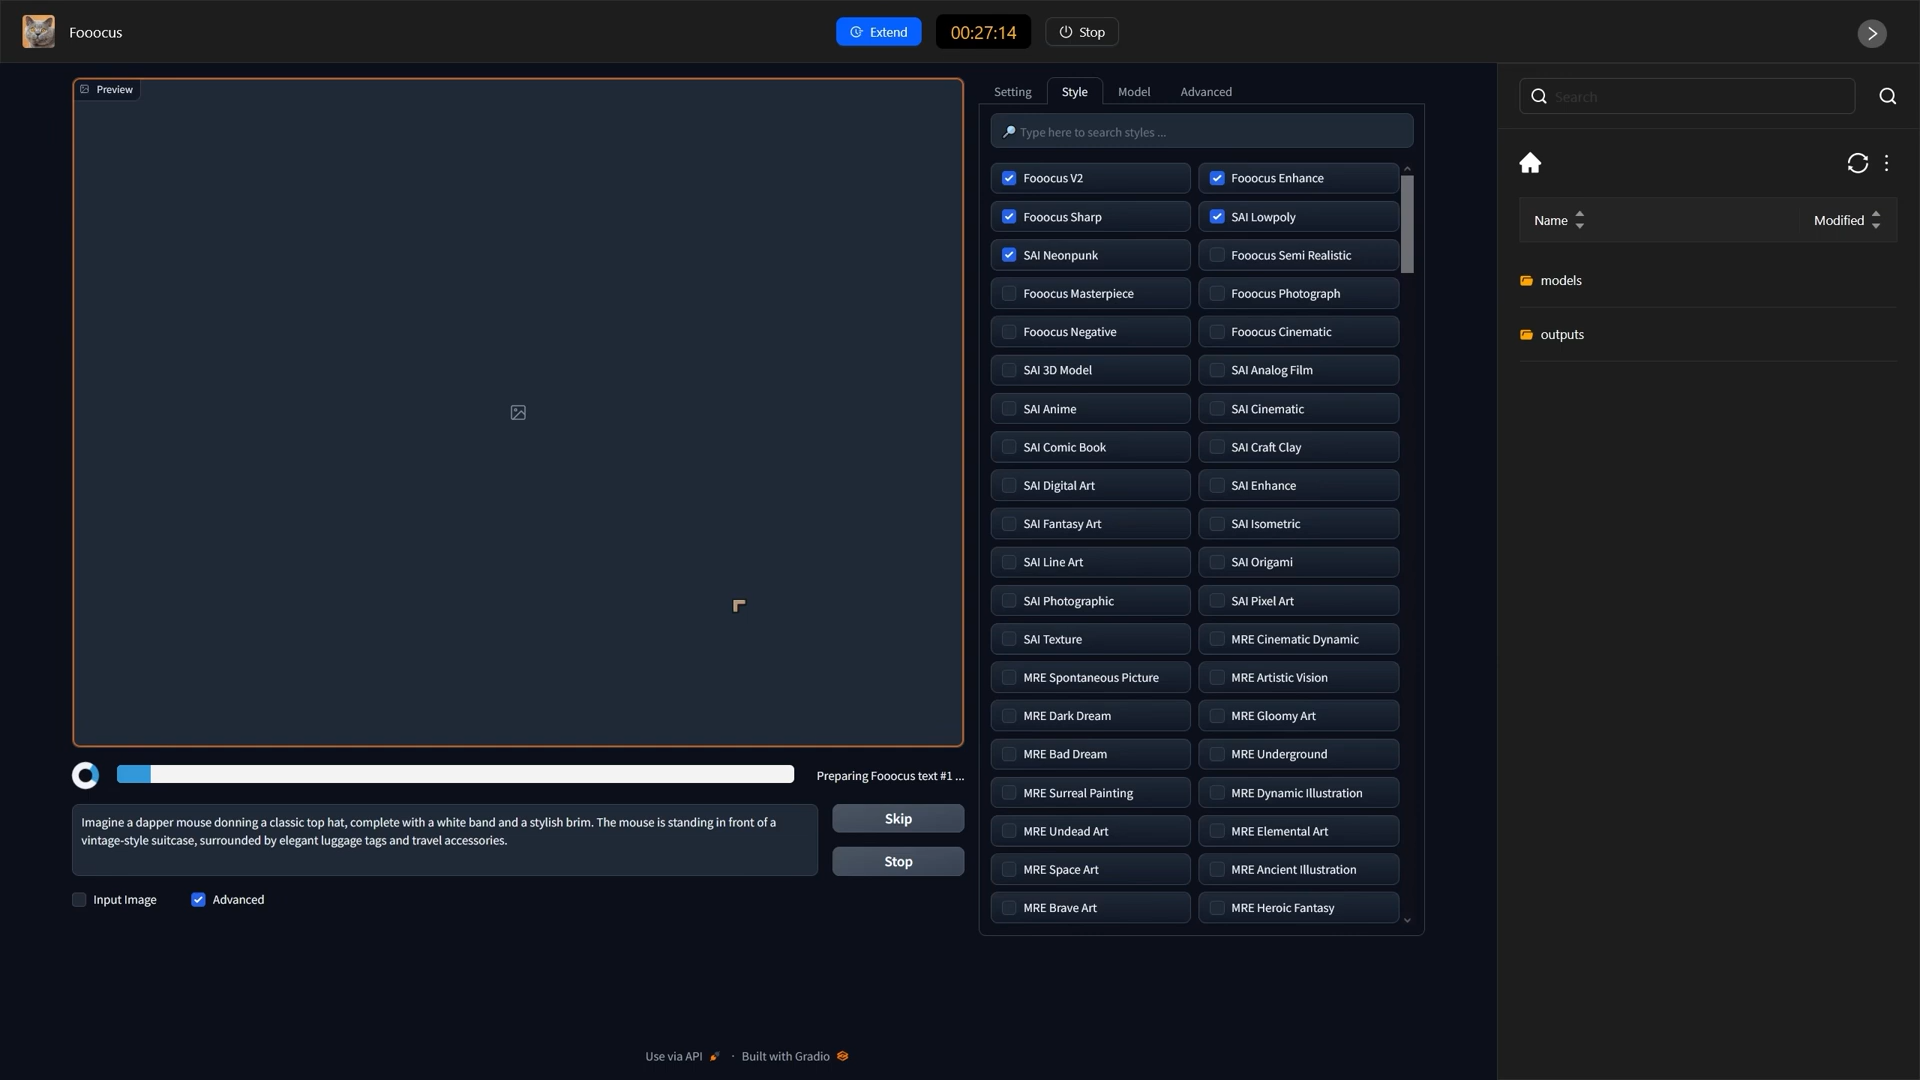 Fooocus
Extend
00:27:14
Stop
Preview
Setting
Style
Model
Advanced
Type here to search styles ...
Fooocus V2
Fooocus Enhance
Fooocus Sharp
SAI Lowpoly
SAI Neonpunk
Fooocus Semi Realistic
Fooocus Masterpiece
Fooocus Photograph
Fooocus Negative
Fooocus Cinematic
SAI 3D Model
SAI Analog Film
SAI Anime
SAI Cinematic
SAI Comic Book
SAI Craft Clay
SAI Digital Art
SAI Enhance
SAI Fantasy Art
SAI Isometric
SAI Line Art
SAI Origami
SAI Photographic
SAI Pixel Art
SAI Texture
MRE Cinematic Dynamic
MRE Spontaneous Picture
MRE Artistic Vision
MRE Dark Dream
MRE Gloomy Art
MRE Bad Dream
MRE Underground
MRE Surreal Painting
MRE Dynamic Illustration
MRE Undead Art
MRE Elemental Art
MRE Space Art
MRE Ancient Illustration
MRE Brave Art
MRE Heroic Fantasy
Preparing Fooocus text #1 ...
Imagine a dapper mouse donning a classic top hat, complete with a white band and a stylish brim. The mouse is standing in front of a
vintage-style suitcase, surrounded by elegant luggage tags and travel accessories.
Skip
Stop
Input Image
Advanced
Use via API
· Built with Gradio
Search
Name
Modified
models
outputs